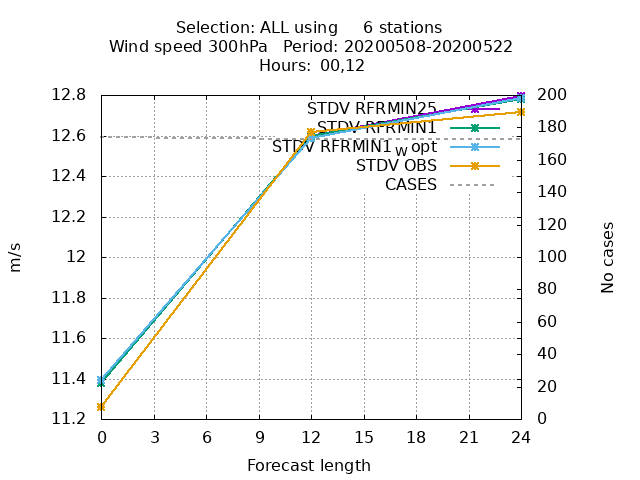 Selection: ALL using     6 stations
Wind speed 300hPa   Period: 20200508-20200522
Hours:  00,12
12.8
12.6
12.4
12.2
12
11.8
11.6
11.4
11.2
m/s
STDV RFRMIN25
STDV RFRMIN1
STDV RFRMIN1 w opt
STDV OBS
CASES
200
180
160
140
120
100
80
60
40
20
0
No cases
0 3 6 9 12 15 18 21 24
Forecast length